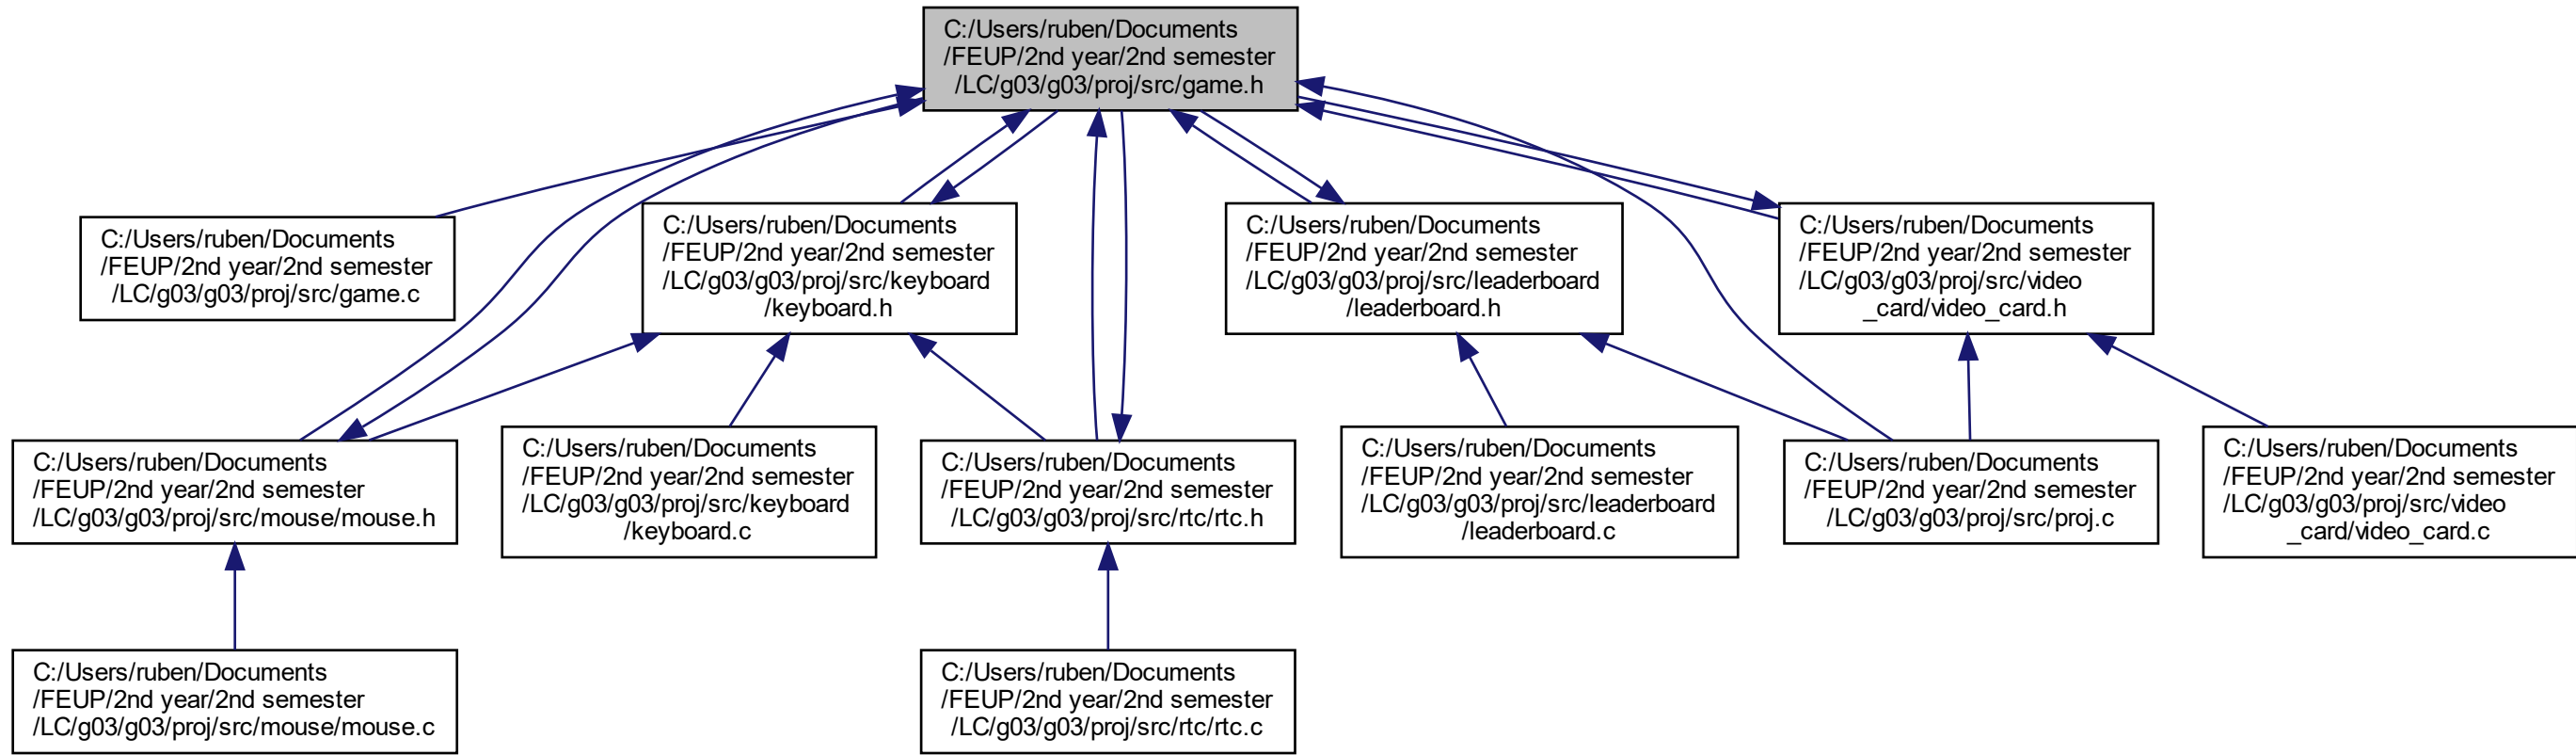 C:/Users/ruben/Documents
/FEUP/2nd year/2nd semester
/LC/g03/g03/proj/src/game.h
C:/Users/ruben/Documents
/FEUP/2nd year/2nd semester
/LC/g03/g03/proj/src/game.c
C:/Users/ruben/Documents
/FEUP/2nd year/2nd semester
/LC/g03/g03/proj/src/keyboard
/keyboard.h
C:/Users/ruben/Documents
/FEUP/2nd year/2nd semester
/LC/g03/g03/proj/src/leaderboard
/leaderboard.h
C:/Users/ruben/Documents
/FEUP/2nd year/2nd semester
/LC/g03/g03/proj/src/video
_card/video_card.h
C:/Users/ruben/Documents
/FEUP/2nd year/2nd semester
/LC/g03/g03/proj/src/mouse/mouse.h
C:/Users/ruben/Documents
/FEUP/2nd year/2nd semester
/LC/g03/g03/proj/src/keyboard
/keyboard.c
C:/Users/ruben/Documents
/FEUP/2nd year/2nd semester
/LC/g03/g03/proj/src/rtc/rtc.h
C:/Users/ruben/Documents
/FEUP/2nd year/2nd semester
/LC/g03/g03/proj/src/leaderboard
/leaderboard.c
C:/Users/ruben/Documents
/FEUP/2nd year/2nd semester
/LC/g03/g03/proj/src/proj.c
C:/Users/ruben/Documents
/FEUP/2nd year/2nd semester
/LC/g03/g03/proj/src/video
_card/video_card.c
C:/Users/ruben/Documents
/FEUP/2nd year/2nd semester
/LC/g03/g03/proj/src/mouse/mouse.c
C:/Users/ruben/Documents
/FEUP/2nd year/2nd semester
/LC/g03/g03/proj/src/rtc/rtc.c